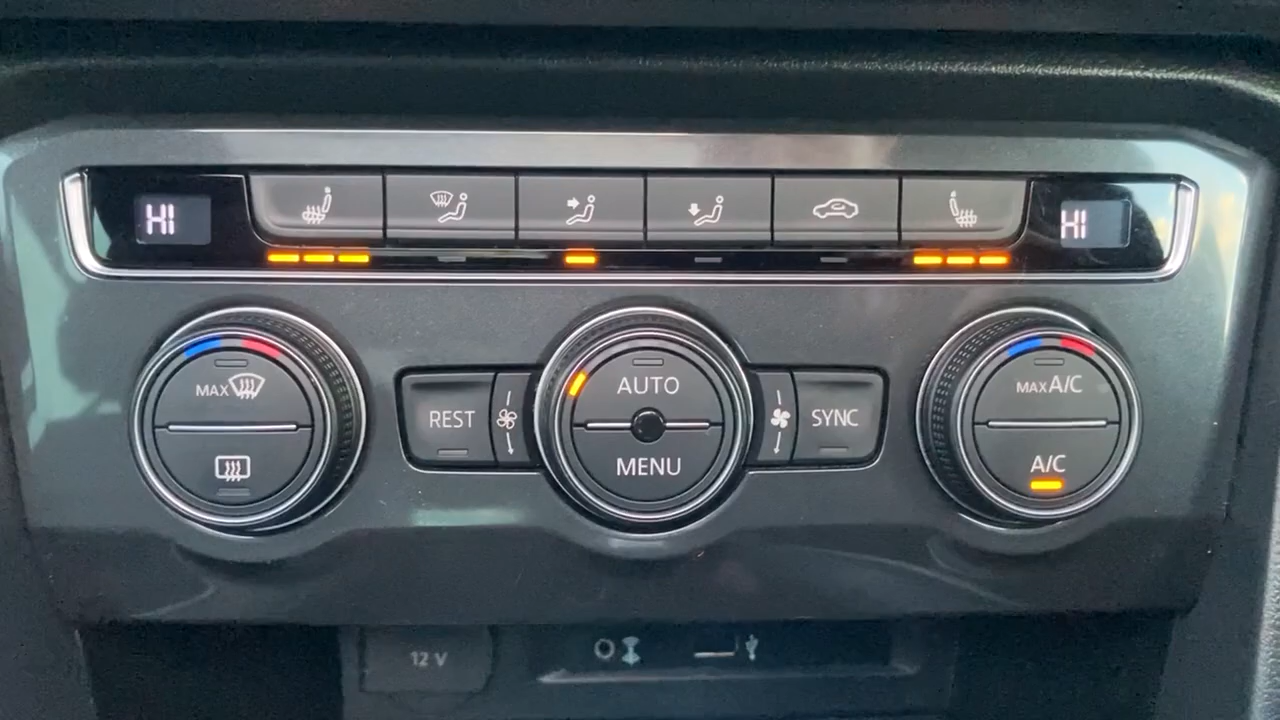 HI
HI
MAX
REST
AUTO
MENU
SYNC
MAX A/C
A/C
12 V